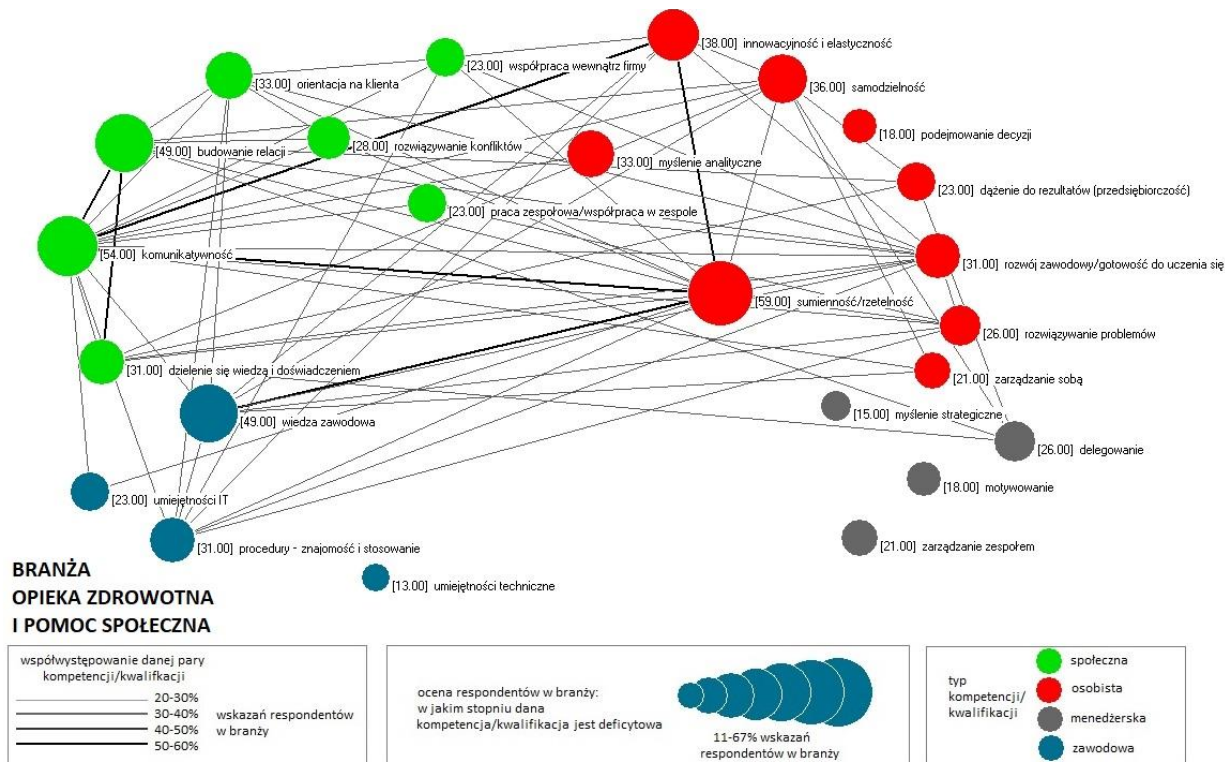 [38.00] innowacyjność i elastyczność
[23.00] współpraca wewnątrz firmy
[33.00] orientacja na klienta
[36.00] samodzielność
[18.00] podejmowanie decyzji
[49.00] budowanie relacji
[28.00] rozwiązywanie konfliktów
[33.00] myślenie analityczne
[23.00] dążenie do rezultatów (przedsiębiorczość)
[23.00] praca zespołowa/współpraca w zespole
[54.00] komunikatywność
[31.00] rozwój zawodowy/gotowość do uczenia się
[59.00] sumienność/rzetelność
[26.00] rozwiązywanie problemów
[31.00] dzielenie się wiedzą i doświadczeniem
[21.00] zarządzanie sobą
[15.00] myślenie strategiczne
[49.00] wiedza zawodowa
[26.00] delegowanie
[18.00] motywowanie
[23.00] umiejętności IT
[31.00] procedury - znajomość i stosowanie
[21.00] zarządzanie zespołem
[13.00] umiejętności techniczne
BRANŻA
OPIEKA ZDROWOTNA
I POMOC SPOŁECZNA
współwystępowanie danej pary
kompetencji/kwalifkacji
20-30%
30-40%
40-50%
50-60%
wskazań respondentów
w branży
ocena respondentów w branży:
w jakim stopniu dana
kompetencja/kwalifikacja jest deficytowa
11-67% wskazań
respondentów w branży
typ
kompetencji/
kwalifikacji
społeczna
osobista
menedżerska
zawodowa